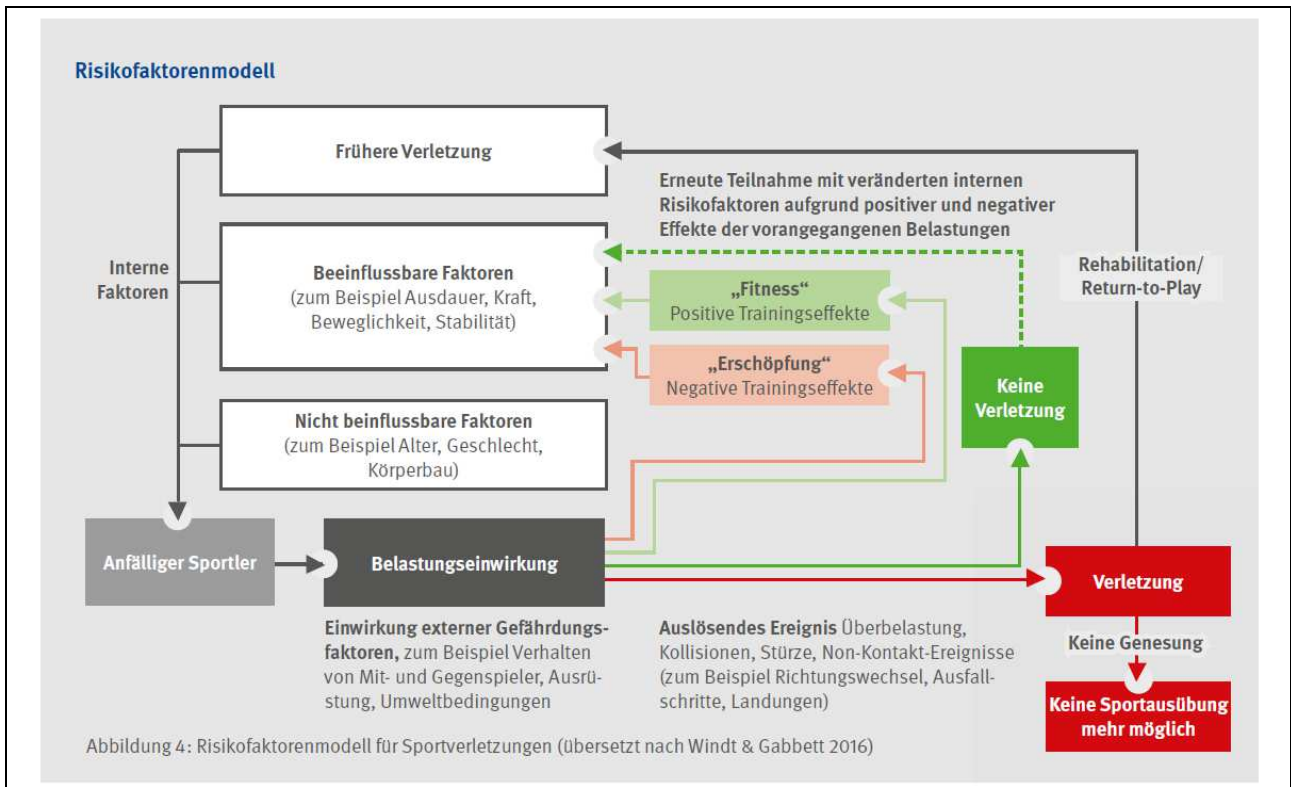 Risikofaktorenmodell
Frühere Verletzung
Erneute Teilnahme mit veränderten internen
Risikofaktoren aufgrund positiver und negativer
Effekte der vorangegangenen Belastungen
Interne
Faktoren
Beeinflussbare Faktoren
(zum Beispiel Ausdauer, Kraft,
Beweglichkeit, Stabilität)
„Fitness“
Positive Trainingseffekte
Rehabilitation/
Return-to-Play
„Erschöpfung“
Negative Trainingseffekte
Keine
Verletzung
Nicht beinflussbare Faktoren
(zum Beispiel Alter, Geschlecht,
Körperbau)
Anfälliger Sportler
Belastungseinwirkung
Verletzung
Einwirkung externer Gefährdungs-
faktoren, zum Beispiel Verhalten
von Mit- und Gegenspieler, Ausrü-
stung, Umweltbedingungen
Auslösendes Ereignis Überbelastung,
Kollisionen, Stürze, Non-Kontakt-Ereignisse
(zum Beispiel Richtungswechsel, Ausfall-
schritte, Landungen)
Keine Genesung
Keine Sportausübung
mehr möglich
Abbildung 4: Risikofaktorenmodell für Sportverletzungen (übersetzt nach Windt & Gabbett 2016)